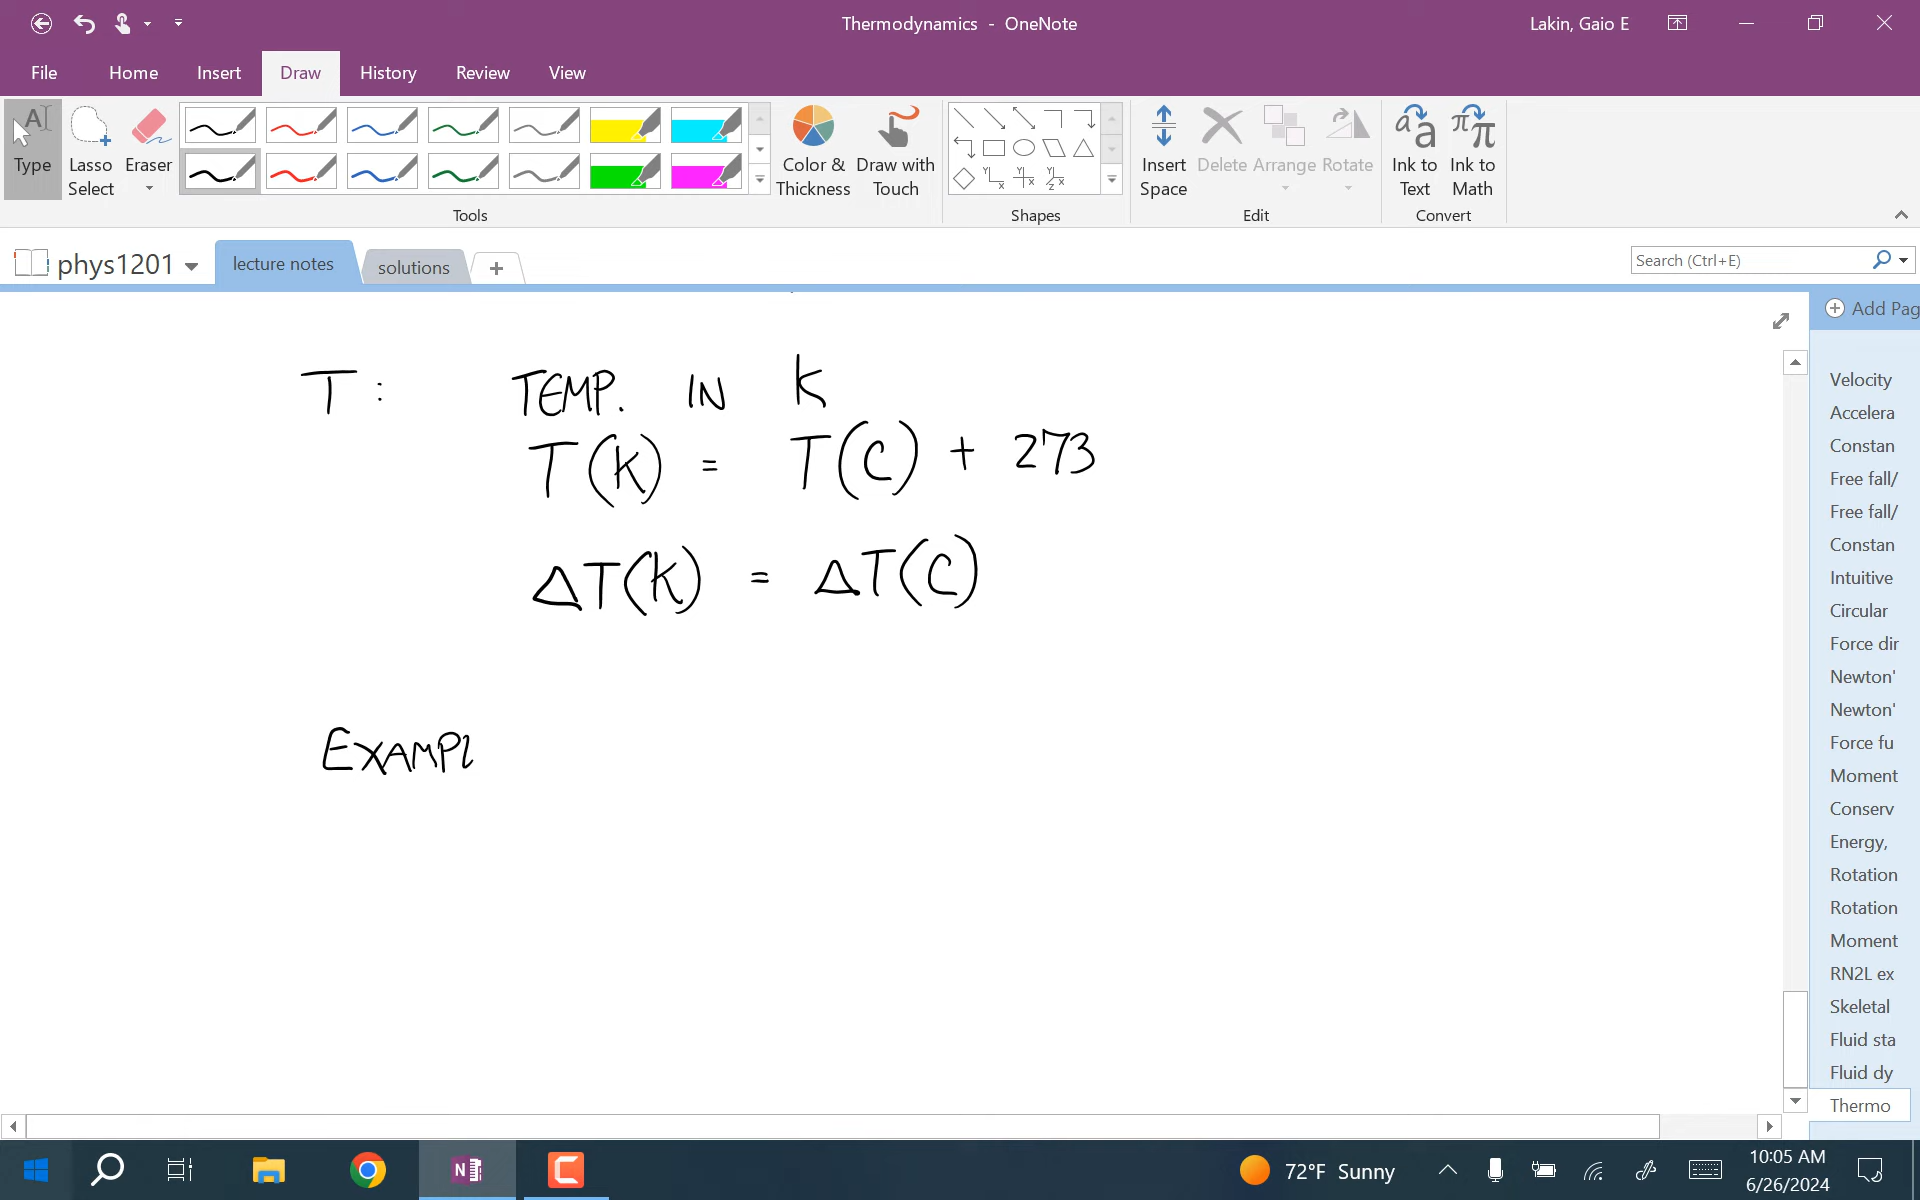 Thermodynamics - OneNote
Lakin, Gaio E
File Home Insert Draw History Review View
Type
Lasso Select
Eraser
Color & Thickness
Draw with Touch
Insert Space
Delete
Arrange
Rotate
Ink to Text
Ink to Math
Tools
Shapes
Edit
Convert
phys1201
lecture notes
solutions
Search (Ctrl+E)
Add Pag
T: TEMP. IN K
T(K) = T(C) + 273
ΔT(K) = ΔT(C)
EXAMPL
Velocity
Accelera
Constan
Free fall/
Free fall/
Constan
Intuitive
Circular
Force dir
Newton'
Newton'
Force fu
Moment
Conserv
Energy,
Rotation
Rotation
Moment
RN2L ex
Skeletal
Fluid sta
Fluid dy
Thermo
72°F Sunny
10:05 AM
6/26/2024